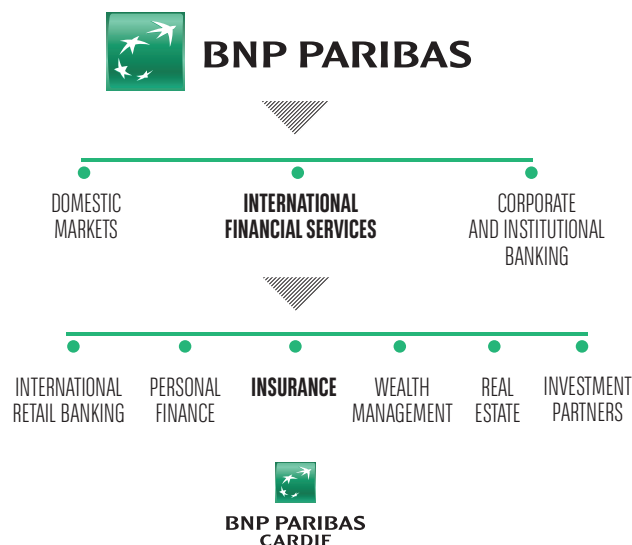 BNP PARIBAS
DOMESTIC
MARKETS
INTERNATIONAL
FINANCIAL SERVICES
CORPORATE
AND INSTITUTIONAL
BANKING
INTERNATIONAL
RETAIL BANKING
PERSONAL
FINANCE
INSURANCE
WEALTH
MANAGEMENT
REAL
ESTATE
INVESTMENT
PARTNERS
BNP PARIBAS
CARDIF